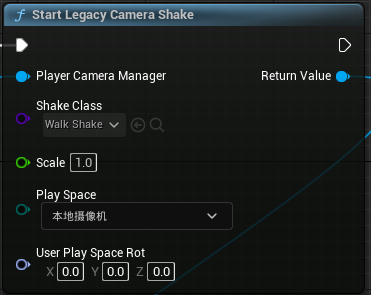 Start Legacy Camera Shake
Player Camera Manager Return Value
Shake Class
Walk Shake
Scale 1.0
Play Space
本地摄像机
User Play Space Rot
X 0.0 Y 0.0 Z 0.0